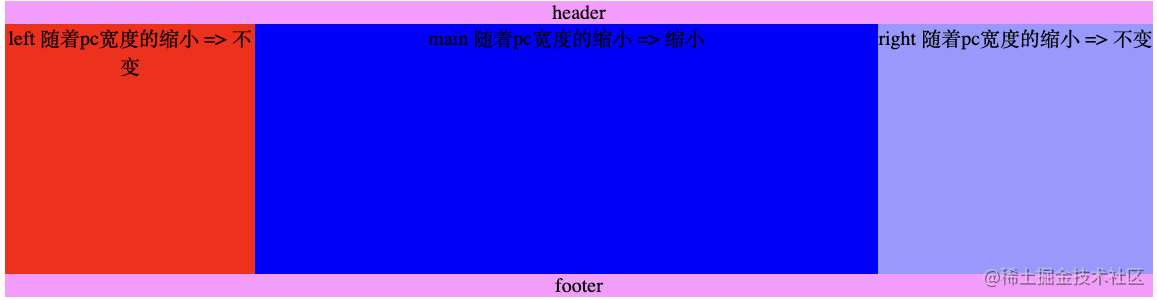 header
left 随着pc宽度的缩小 => 不
变
main 随着pc宽度的缩小 => 缩小
right 随着pc宽度的缩小 => 不变
footer
@稀土掘金技术社区